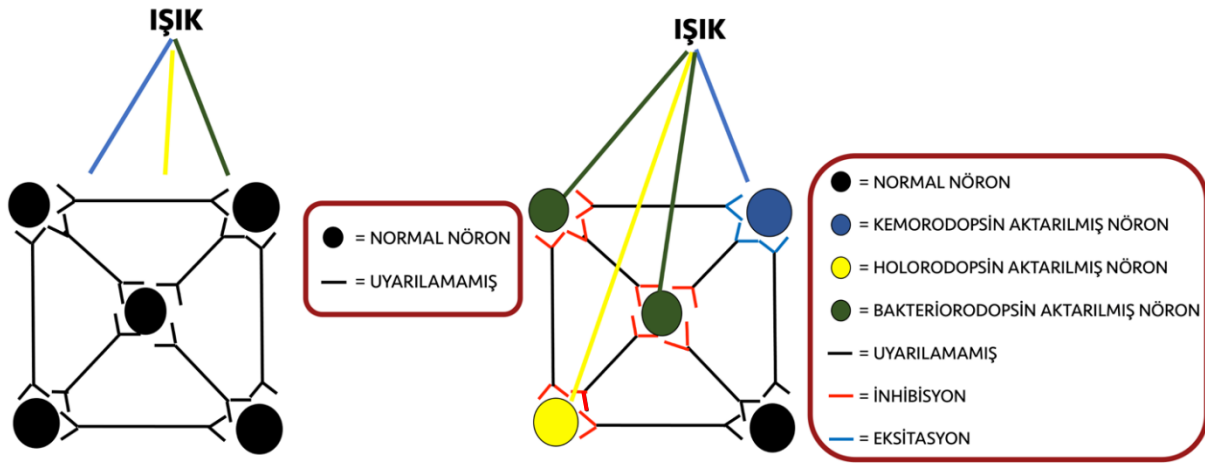 IŞIK
= NORMAL NÖRON
= UYARILAMAMIŞ
IŞIK
= NORMAL NÖRON
= KEMORODOPSİN AKTARILMIŞ NÖRON
= HOLORODOPSİN AKTARILMIŞ NÖRON
= BAKTERİORODOPSİN AKTARILMIŞ NÖRON
= UYARILAMAMIŞ
= İNHİBİSYON
= EKSİTASYON